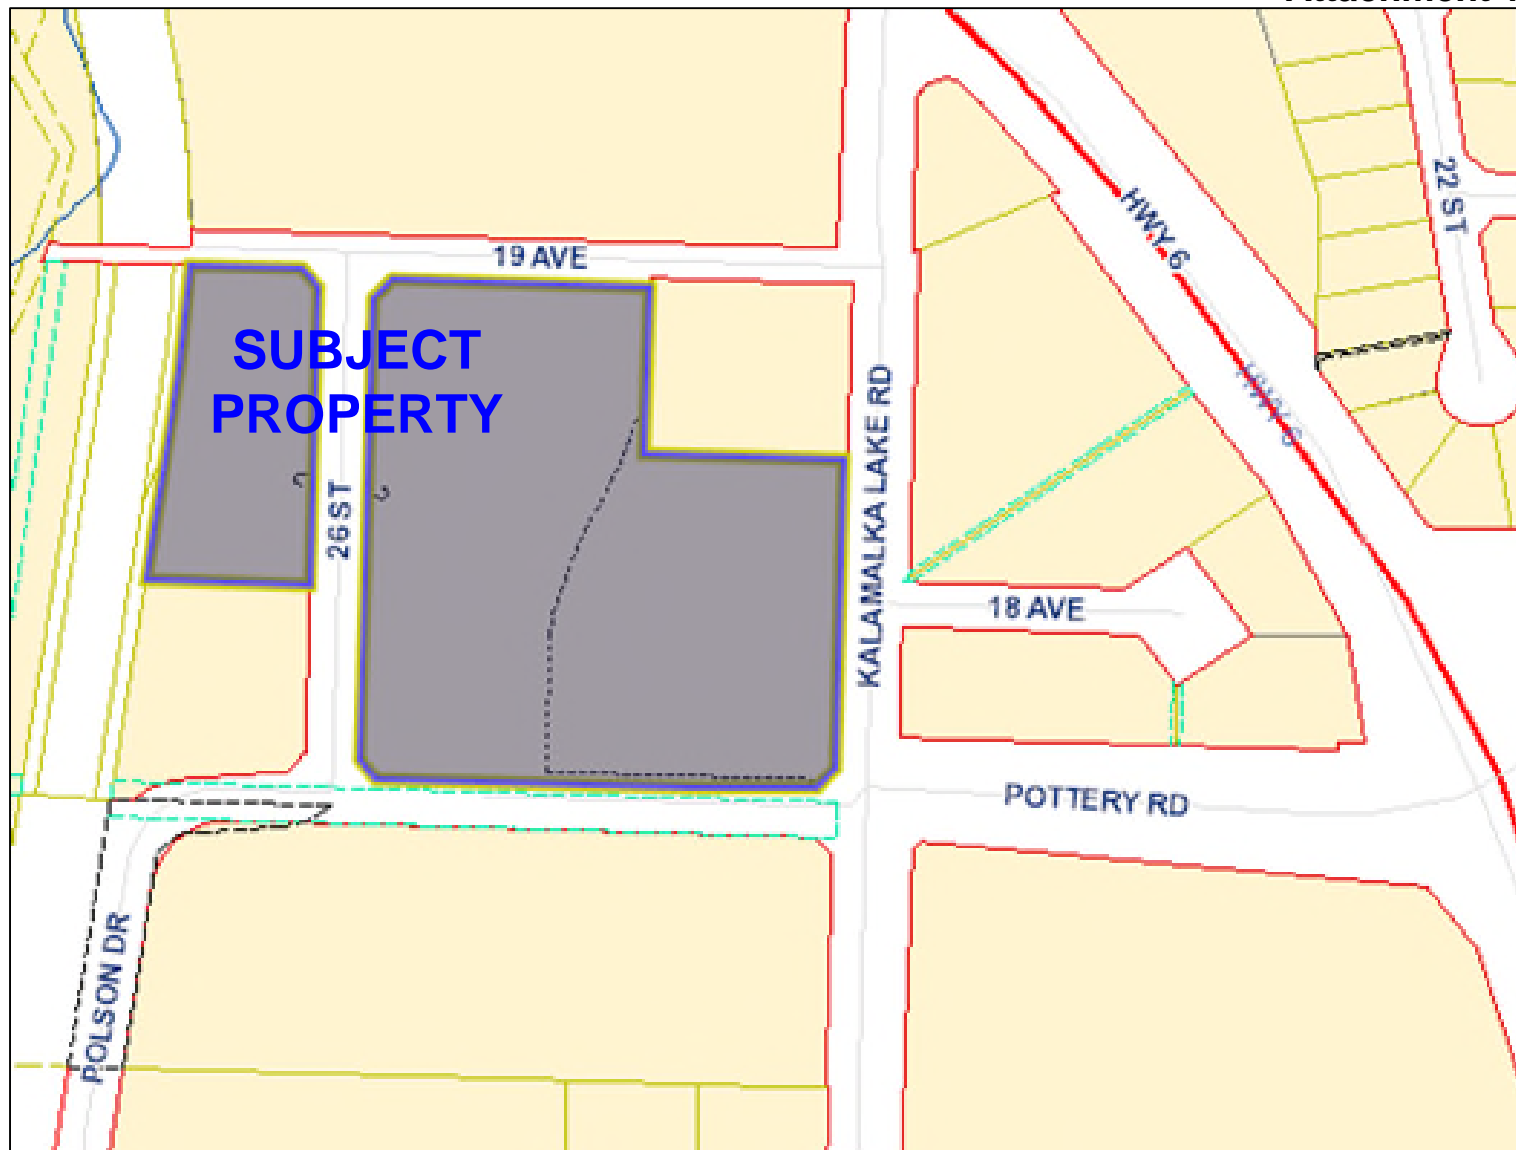 19 AVE
HWY 6
22 ST
SUBJECT
PROPERTY
HWY 6
KALAMALKA LAKE RD
26 ST
18 AVE
POTTERY RD
POLSON DR